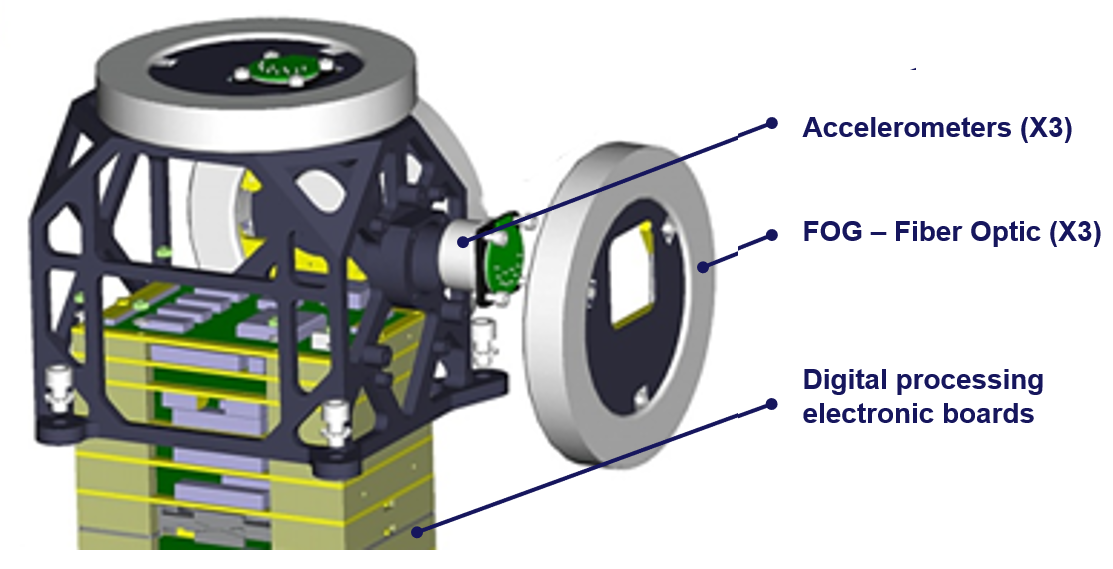 Accelerometers (X3)
FOG – Fiber Optic (X3)
Digital processing
electronic boards